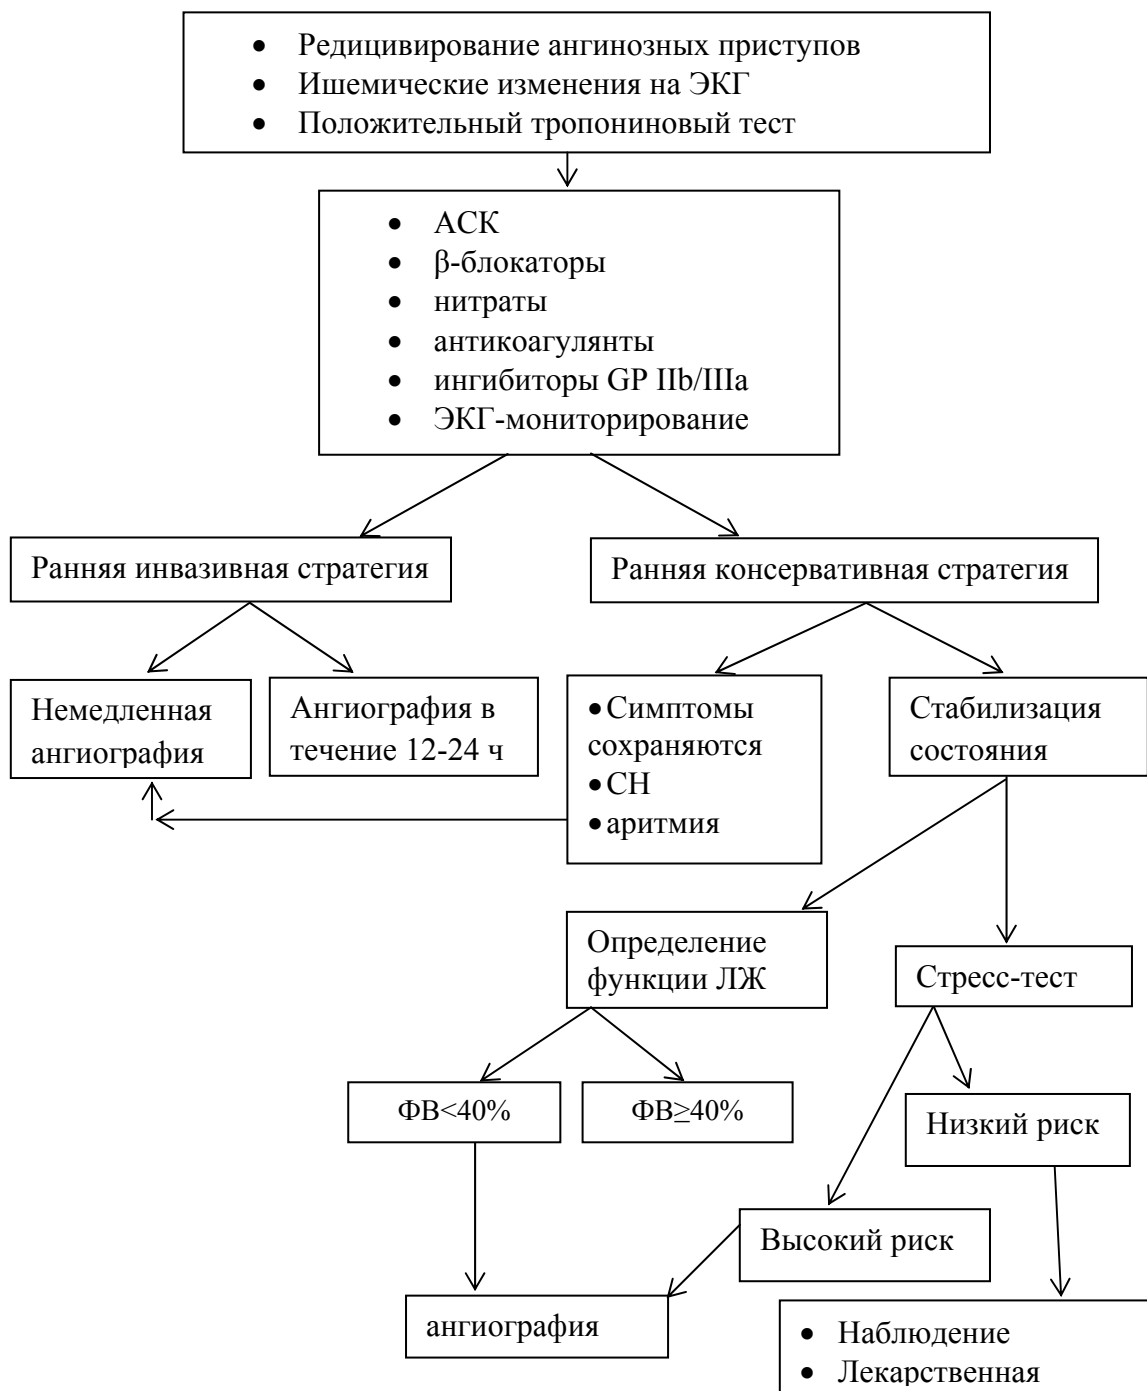 • Редицивирование ангинозных приступов
• Ишемические изменения на ЭКГ
• Положительный тропониновый тест
• АСК
• β-блокаторы
• нитраты
• антикоагулянты
• ингибиторы GP IIb/IIIa
• ЭКГ-мониторирование
Ранняя инвазивная стратегия
Ранняя консервативная стратегия
Немедленная
ангиография
Ангиография в
течение 12-24 ч
• Симптомы
сохраняются
• СН
• аритмия
Стабилизация
состояния
Определение
функции ЛЖ
Стресс-тест
ФВ<40%
ФВ≥40%
Низкий риск
Высокий риск
ангиография
• Наблюдение
• Лекарственная